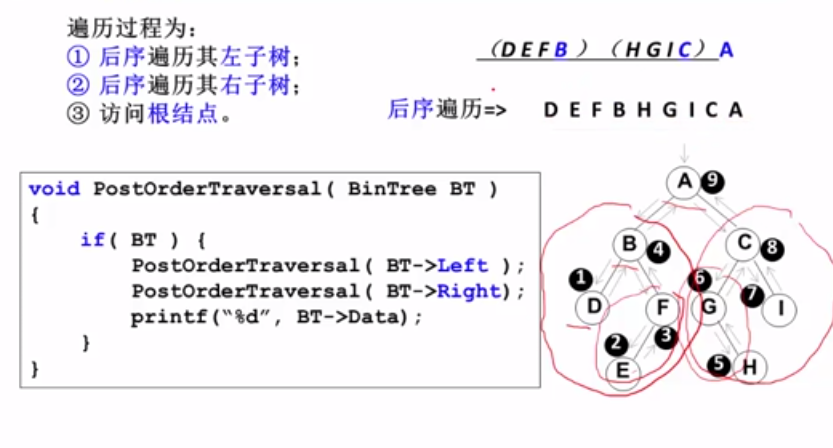 遍历过程为:
① 后序遍历其左子树;
② 后序遍历其右子树;
③ 访问根结点。
(DEFB)(HGIC)A
后序遍历=> D E F B H G I C A
void PostOrderTraversal( BinTree BT )
{
if( BT ) {
PostOrderTraversal( BT->Left );
PostOrderTraversal( BT->Right);
printf(“%d”, BT->Data);
}
}
A 9
B 4 C 8
1 6 7
D F G I
2 3 5
E H